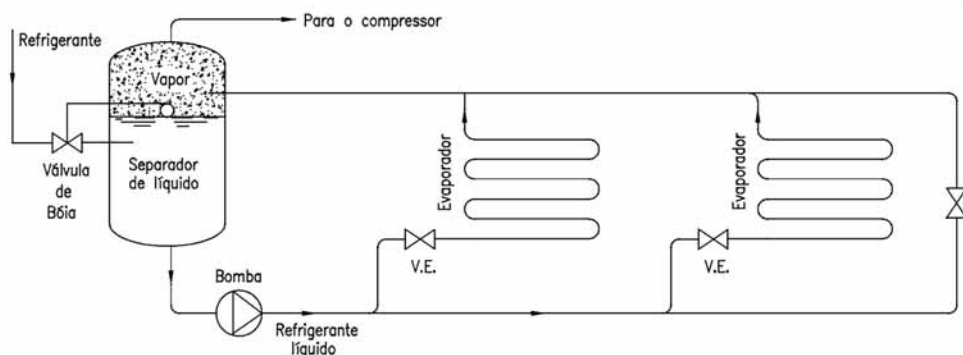 Para o compressor
Refrigerante
Vapor
Separador
de líquido
Válvula
de
Bóia
Evaporador
Evaporador
V.E.
V.E.
Bomba
Refrigerante
líquido